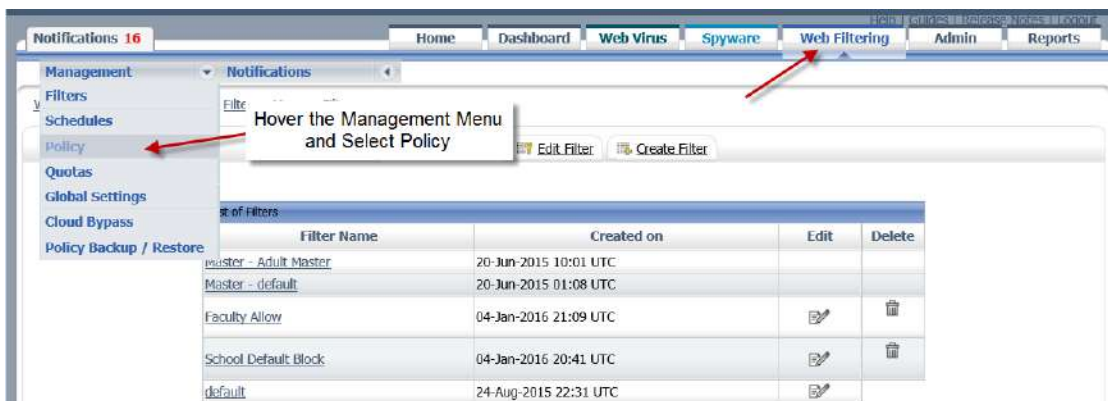 Help | Guides | Release Notes | Logout
Notifications 16
Home Dashboard Web Virus Spyware Web Filtering Admin Reports
Management Notifications
Filters
Schedules
Policy
Quotas
Global Settings
Cloud Bypass
Policy Backup / Restore
Hover the Management Menu
and Select Policy
Edit Filter Create Filter
st of Filters
Filter Name Created on Edit Delete
Master - Adult Master 20-Jun-2015 10:01 UTC
Master - default 20-Jun-2015 01:08 UTC
Faculty Allow 04-Jan-2016 21:09 UTC
School Default Block 04-Jan-2016 20:41 UTC
default 24-Aug-2015 22:31 UTC